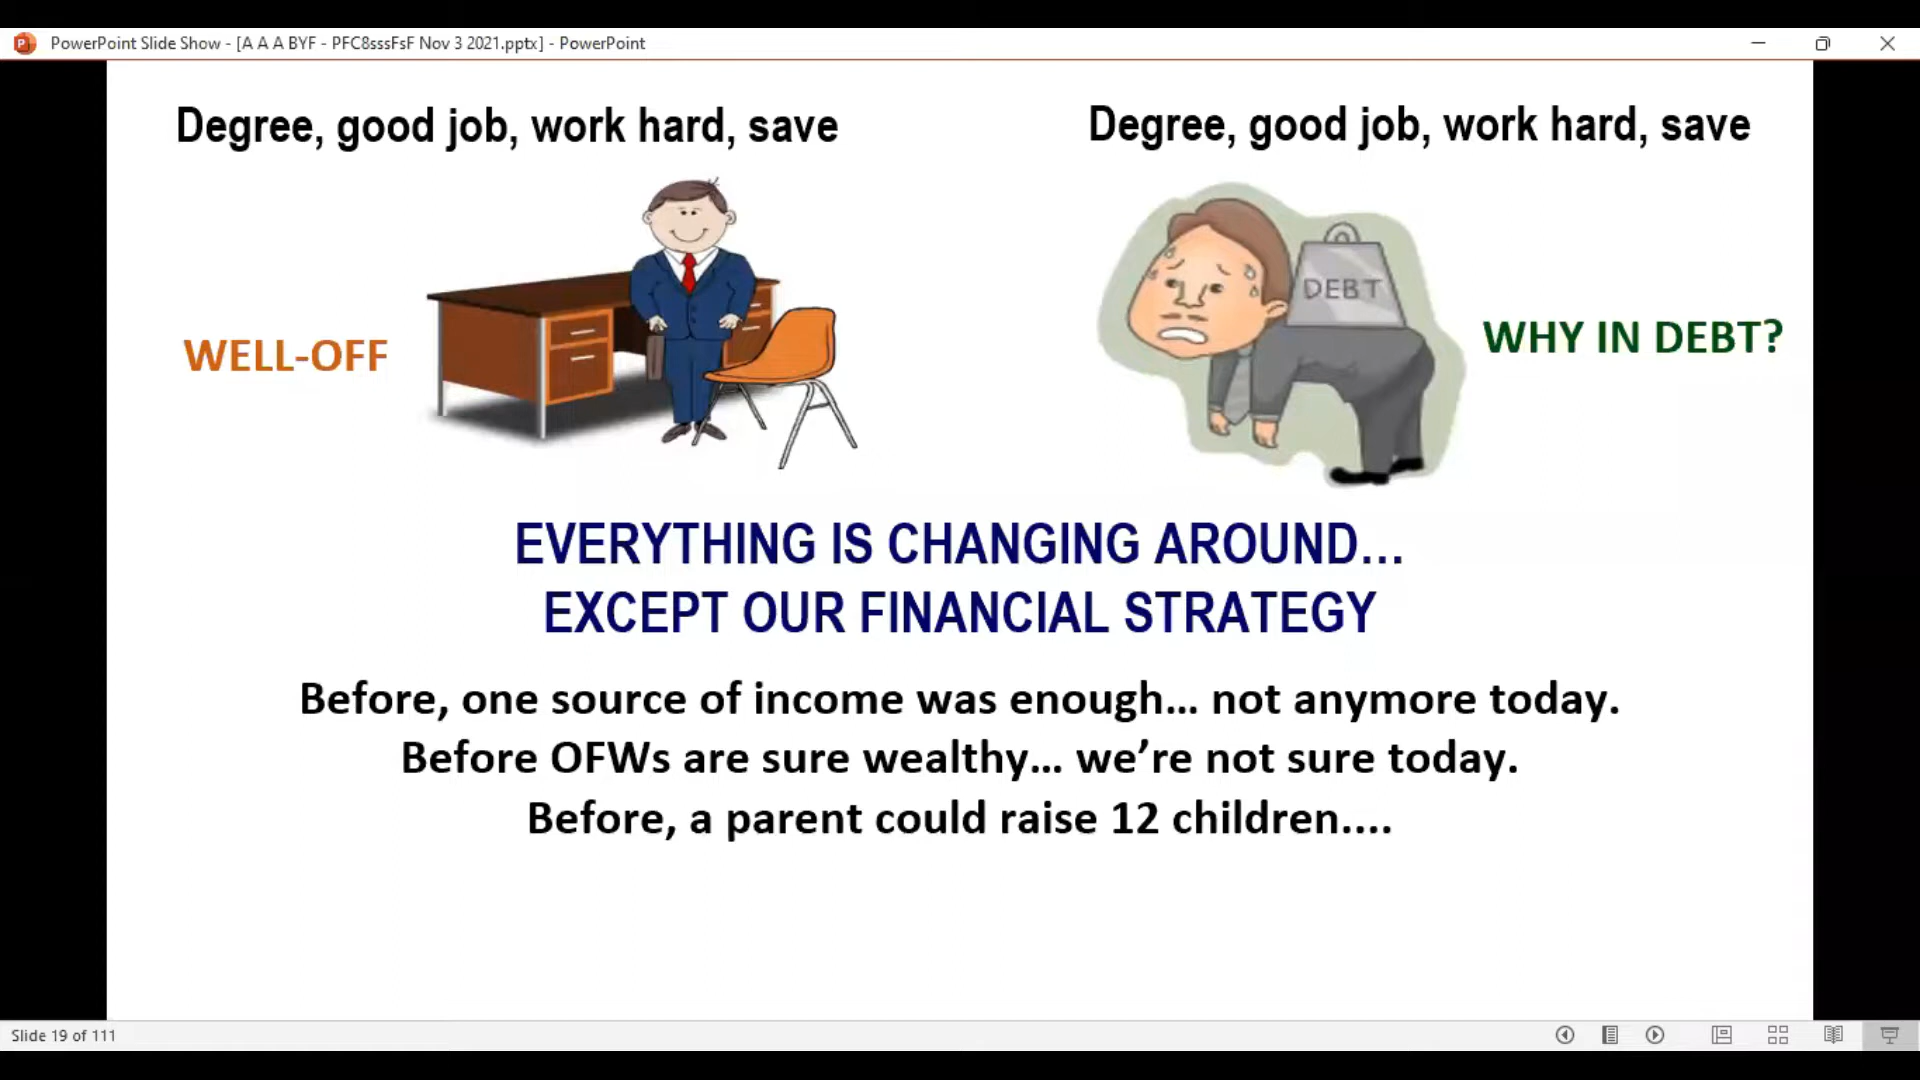 PowerPoint Slide Show - [A A A BYF - PFC8sssFsF Nov 3 2021.pptx] - PowerPoint
Degree, good job, work hard, save
Degree, good job, work hard, save
DEBT
WELL-OFF
WHY IN DEBT?
EVERYTHING IS CHANGING AROUND...
EXCEPT OUR FINANCIAL STRATEGY
Before, one source of income was enough... not anymore today.
Before OFWs are sure wealthy... we're not sure today.
Before, a parent could raise 12 children....
Slide 19 of 111